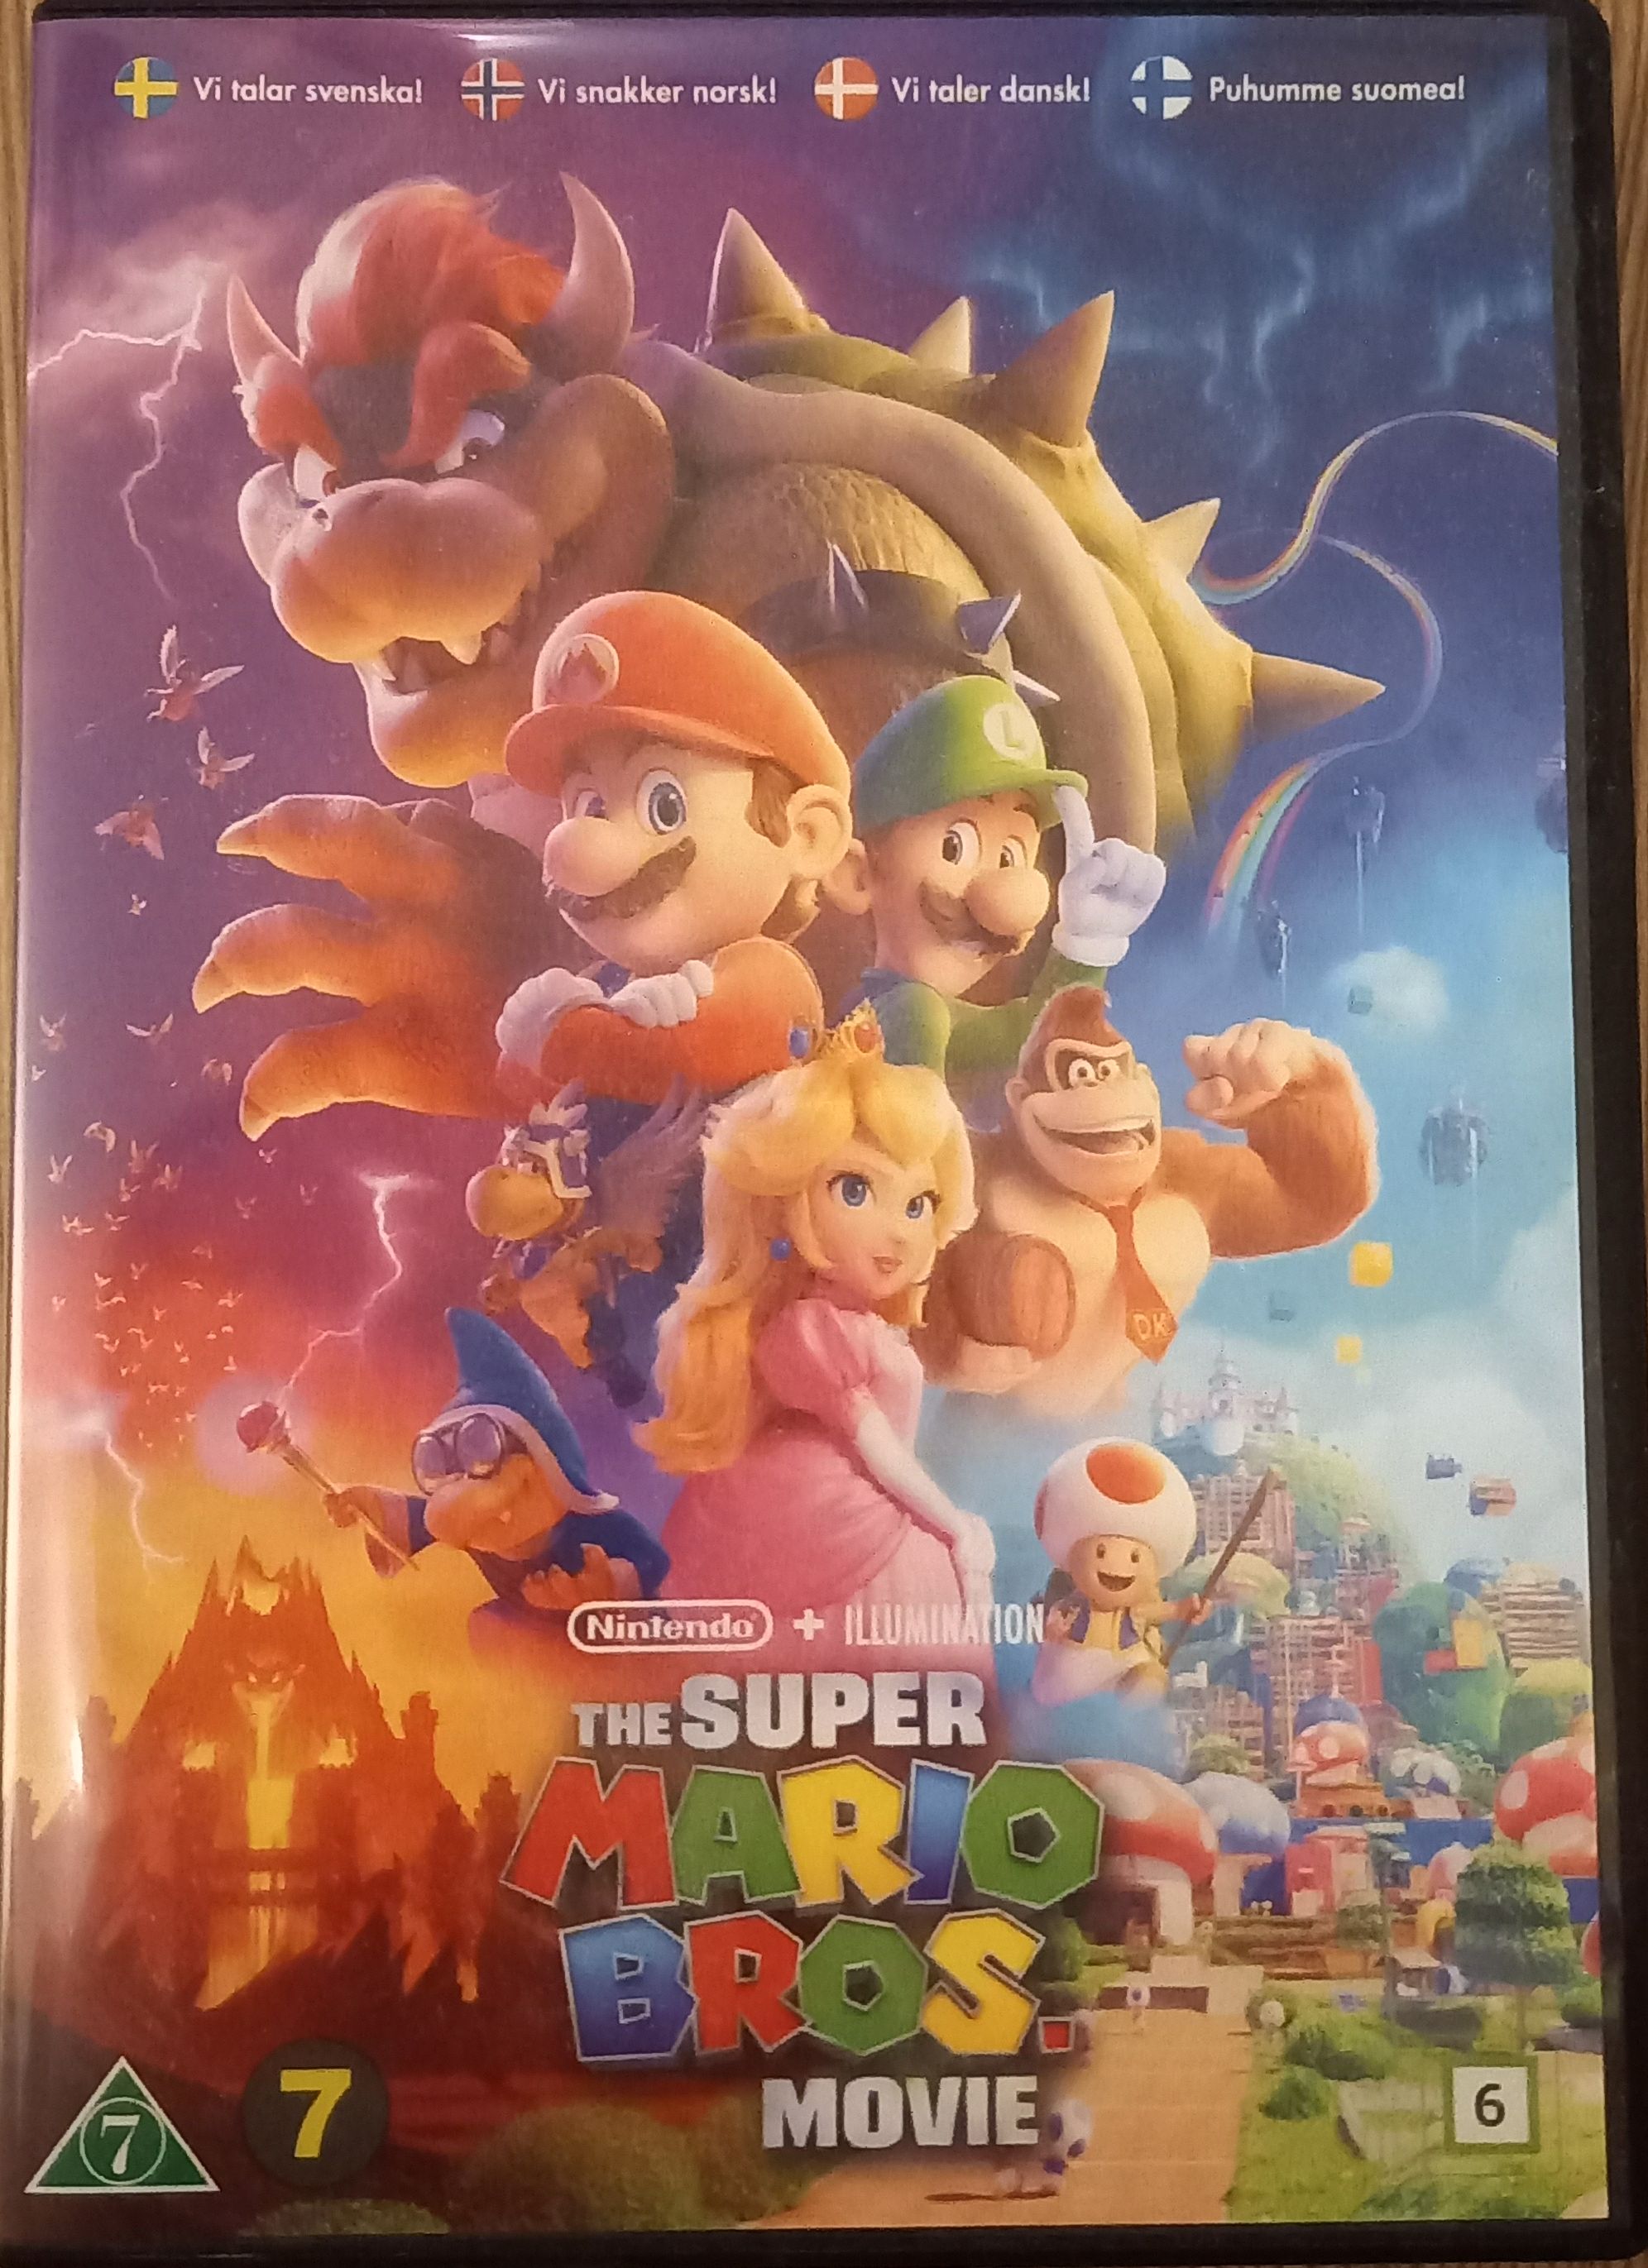 Vi talar svenska! Vi snakker norsk! Vi taler dansk! Puhumme suomea!
L
DK
Nintendo + ILLUMINATION
THE SUPER
MARIO
BROS.
MOVIE
7 7 6